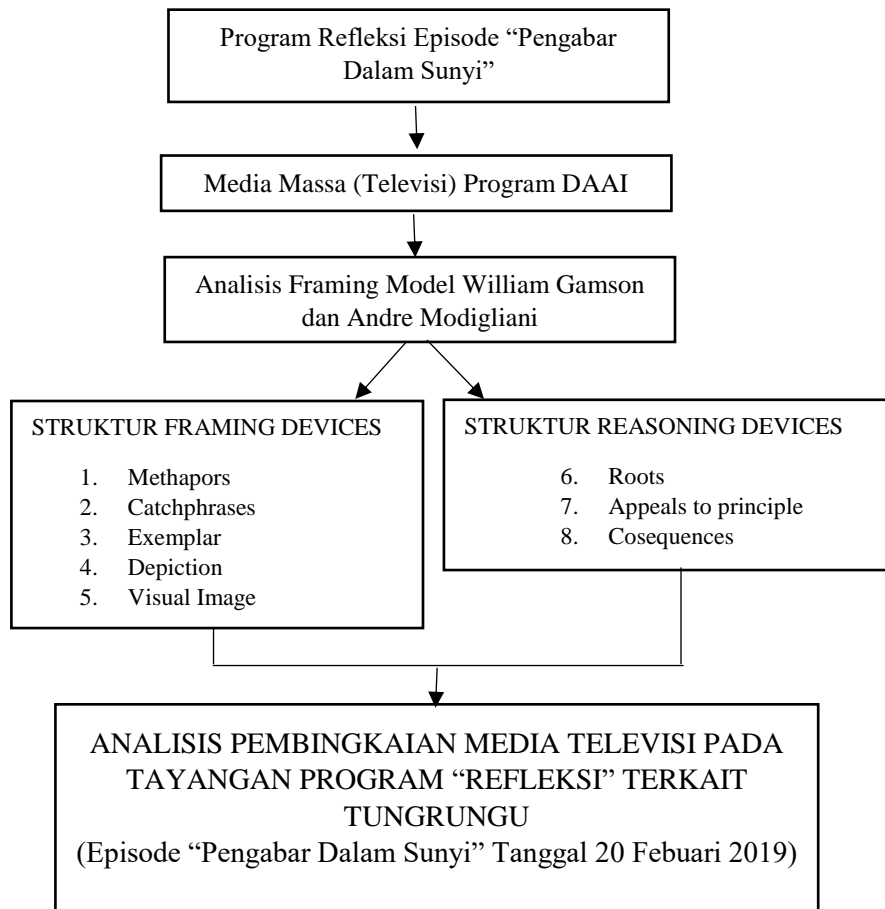 Program Refleksi Episode “Pengabar
Dalam Sunyi”
Media Massa (Televisi) Program DAAI
Analisis Framing Model William Gamson
dan Andre Modigliani
STRUKTUR FRAMING DEVICES
1. Methapors
2. Catchphrases
3. Exemplar
4. Depiction
5. Visual Image
STRUKTUR REASONING DEVICES
6. Roots
7. Appeals to principle
8. Cosequences
ANALISIS PEMBINGKAIAN MEDIA TELEVISI PADA
TAYANGAN PROGRAM “REFLEKSI” TERKAIT
TUNGRUNGU
(Episode “Pengabar Dalam Sunyi” Tanggal 20 Febuari 2019)